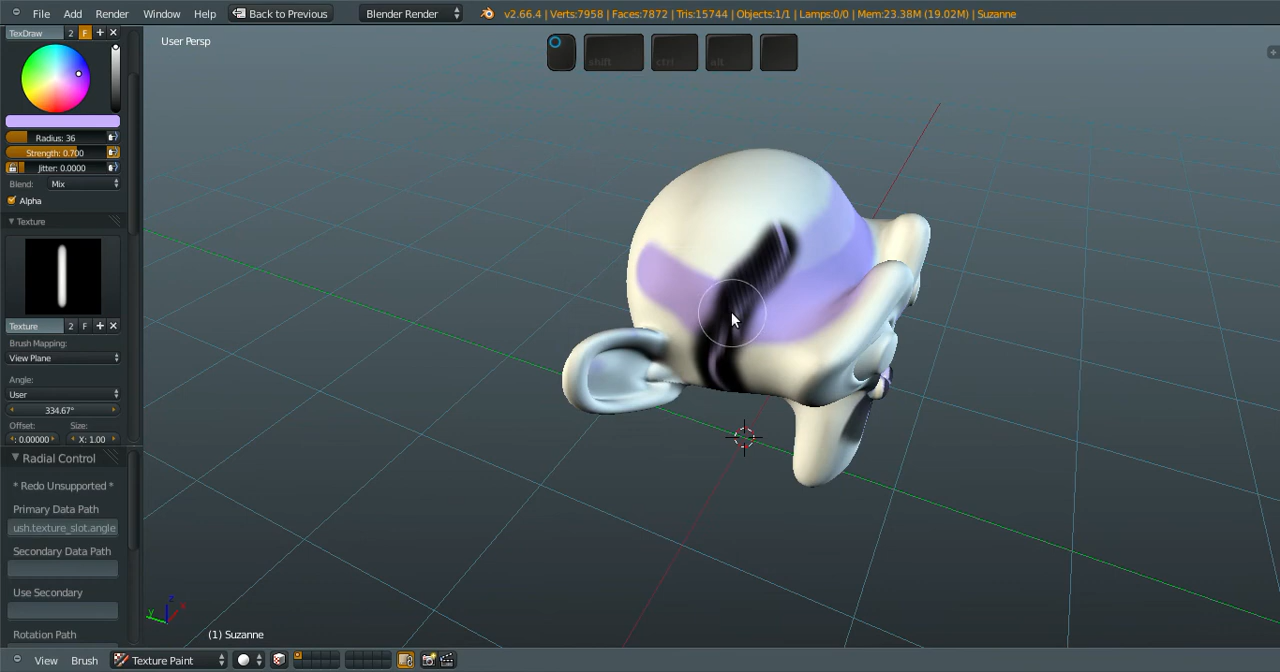 File Add Render Window Help Back to Previous Blender Render v2.66.4 | Verts:7958 | Faces:7872 | Tris:15744 | Objects:1/1 | Lamps:0/0 | Mem:23.38M (19.02M) | Suzanne
TexDraw 2 F
User Persp
shift ctrl alt
Radius: 36
Strength: 0.700
Jitter: 0.0000
Blend: Mix
Alpha
Texture
Texture 2 F
Brush Mapping:
View Plane
Angle:
User
334.67°
Offset: Size:
: 0.00000 X: 1.00
Radial Control
* Redo Unsupported *
Primary Data Path
ush.texture_slot.angle
Secondary Data Path
Use Secondary
Rotation Path
z
y x
(1) Suzanne
View Brush Texture Paint